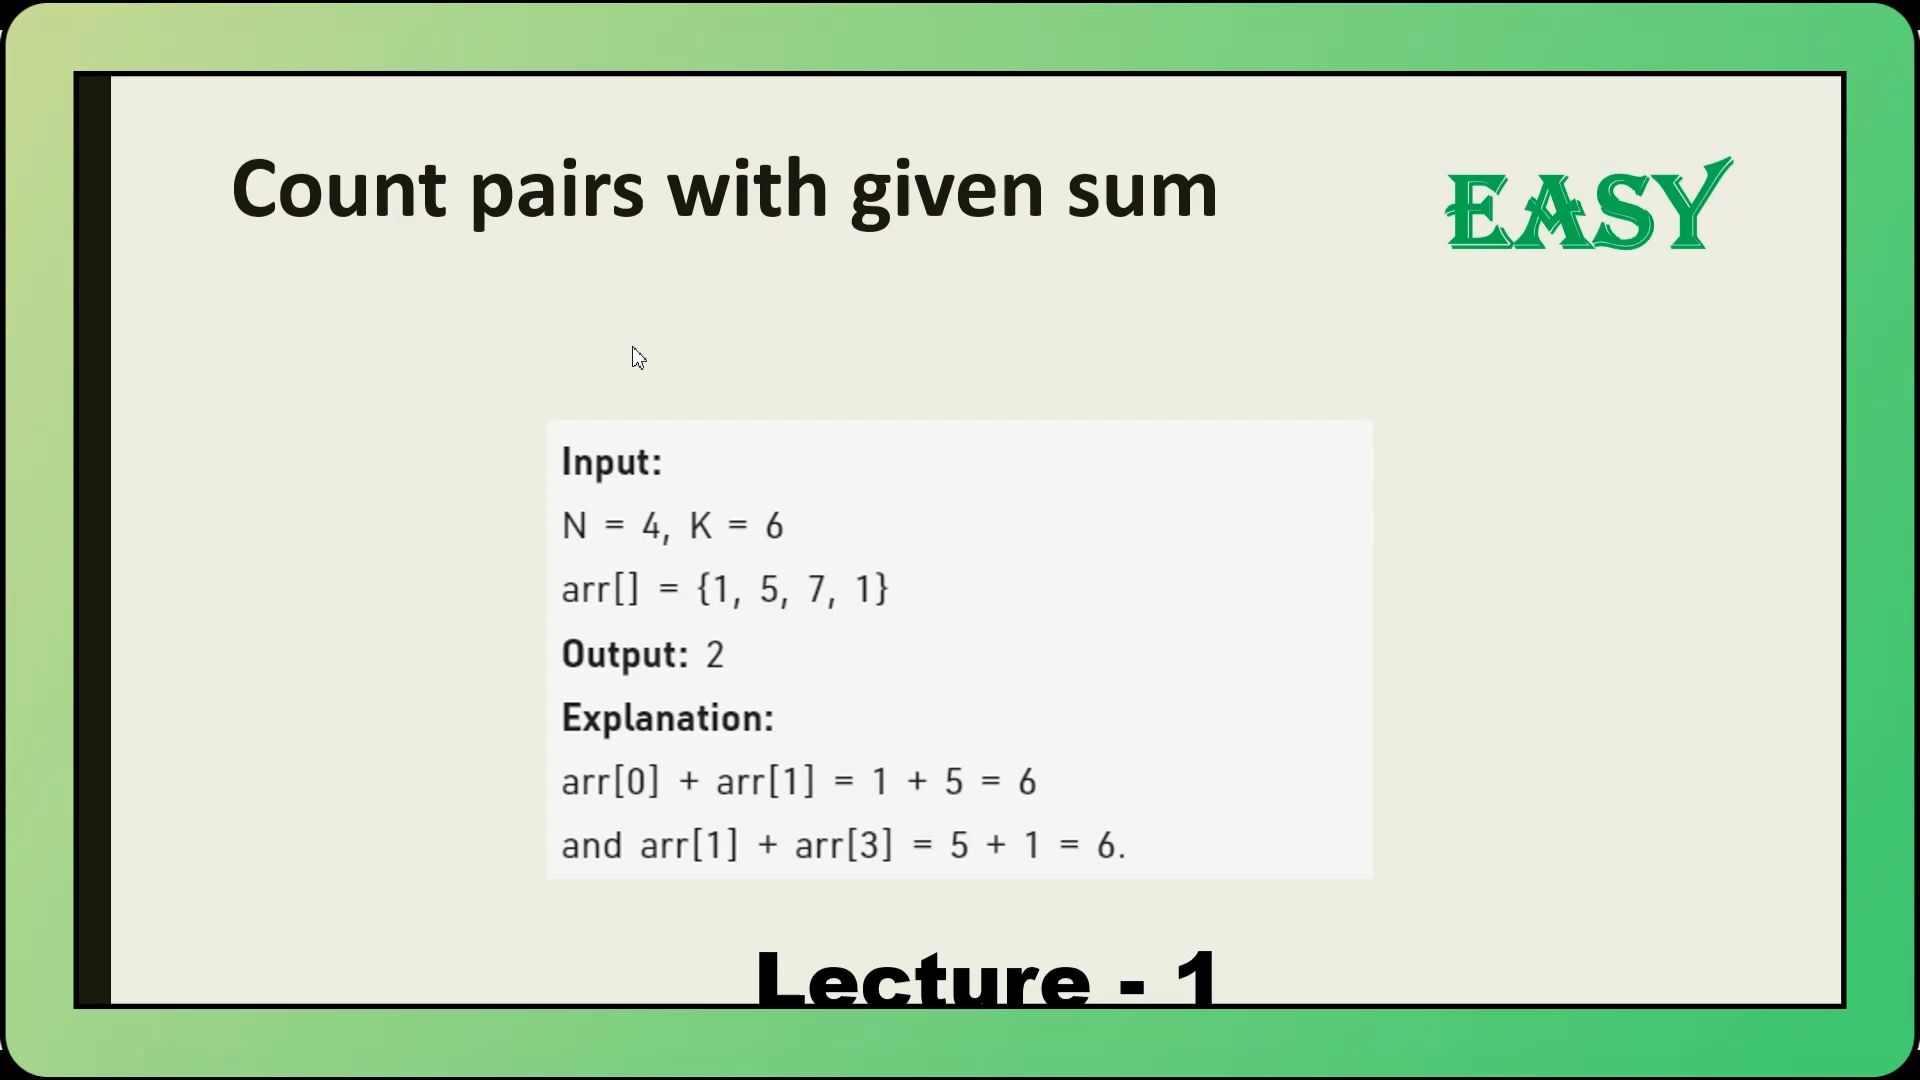 Count pairs with given sum
EASY
Input:
N = 4, K = 6
arr[] = {1, 5, 7, 1}
Output: 2
Explanation:
arr[0] + arr[1] = 1 + 5 = 6
and arr[1] + arr[3] = 5 + 1 = 6.
Lecture - 1